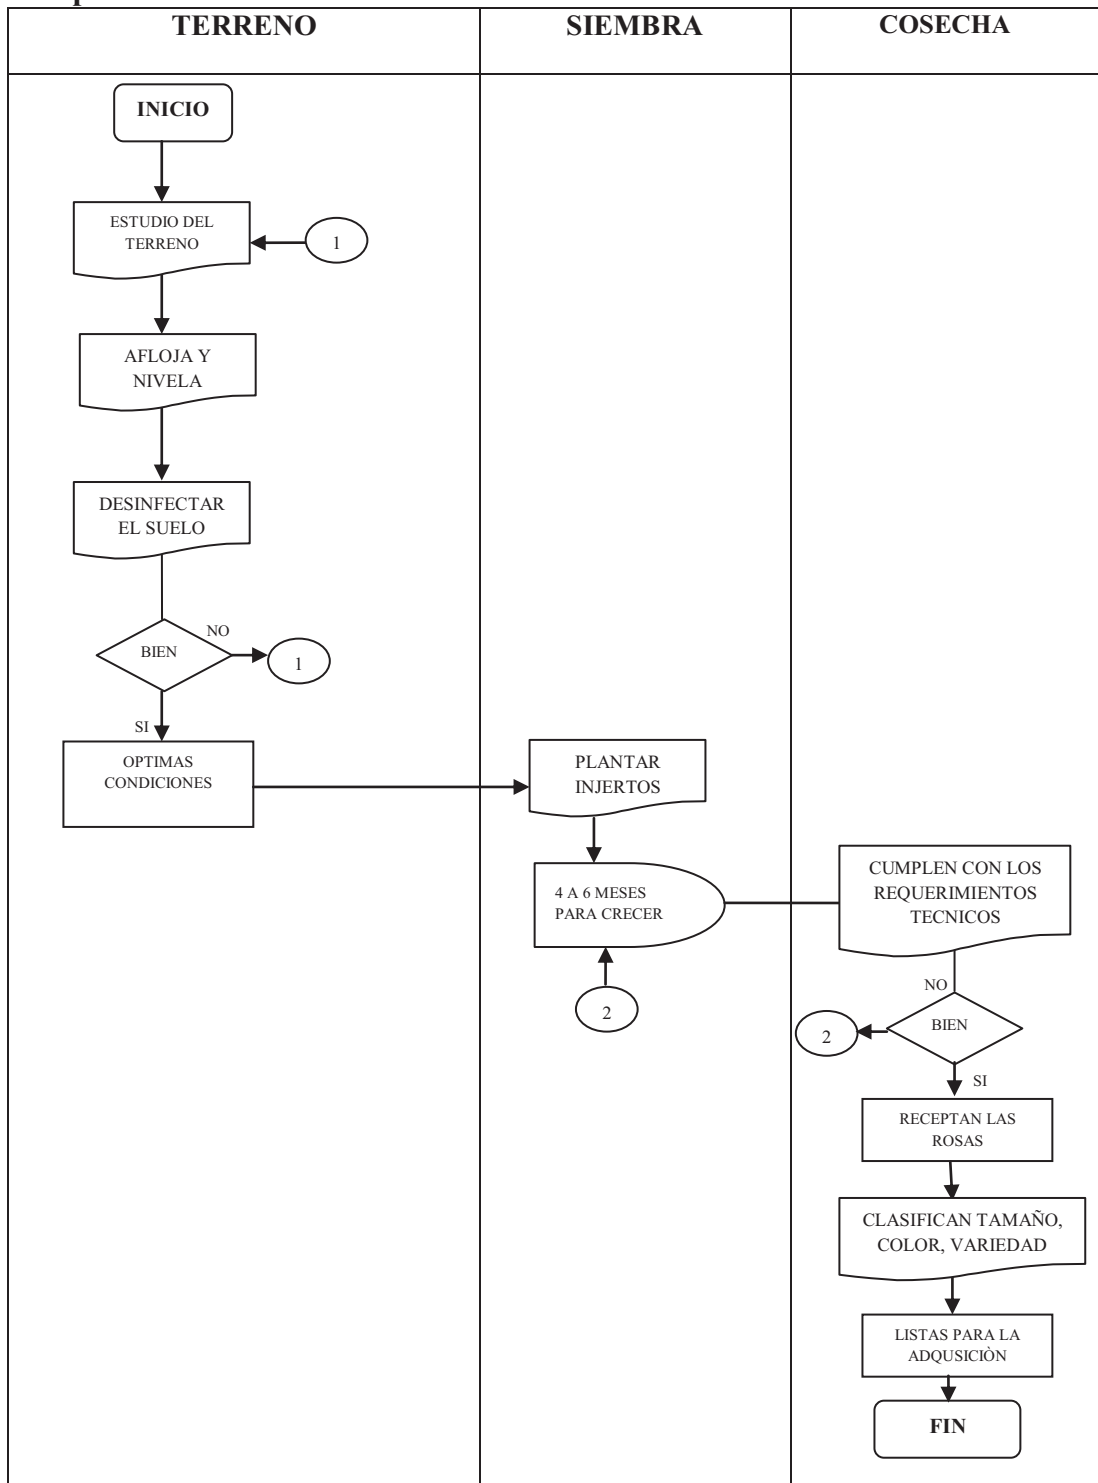 TERRENO
SIEMBRA
COSECHA
INICIO
ESTUDIO DEL
TERRENO
1
AFLOJA Y
NIVELA
DESINFECTAR
EL SUELO
BIEN
NO
1
SI
OPTIMAS
CONDICIONES
PLANTAR
INJERTOS
4 A 6 MESES
PARA CRECER
2
CUMPLEN CON LOS
REQUERIMIENTOS
TECNICOS
NO
BIEN
2
SI
RECEPTAN LAS
ROSAS
CLASIFICAN TAMAÑO,
COLOR, VARIEDAD
LISTAS PARA LA
ADQUSICIÒN
FIN